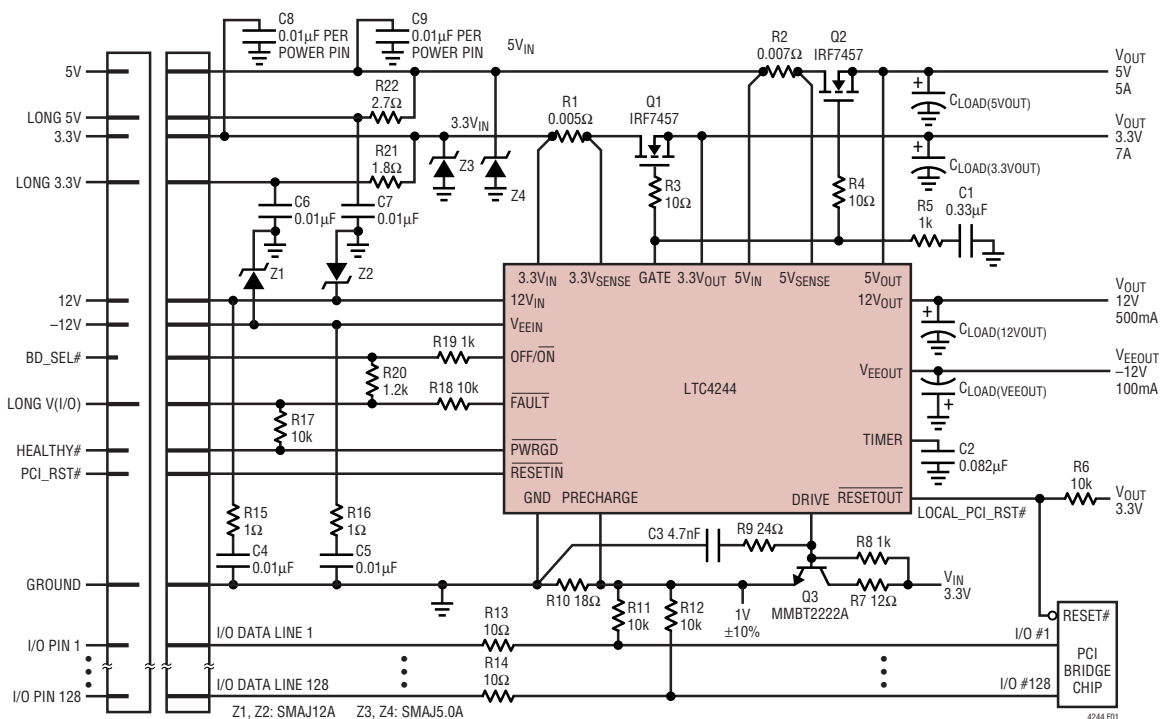 C8
0.01µF PER
POWER PIN
C9
0.01µF PER
POWER PIN
5VIN
R2
0.007Ω
Q2
IRF7457
VOUT
5V
5A
5V
R22
2.7Ω
CLOAD(5VOUT)
LONG 5V
3.3V
R1
0.005Ω
Q1
IRF7457
3.3VIN
VOUT
3.3V
7A
R21
1.8Ω
Z3
Z4
CLOAD(3.3VOUT)
LONG 3.3V
R3
10Ω
R4
10Ω
R5
1k
C1
0.33µF
C6
0.01µF
C7
0.01µF
Z1
Z2
3.3VIN 3.3VSENSE GATE 3.3VOUT 5VIN 5VSENSE 5VOUT
12V
12VIN
12VOUT
VOUT
12V
500mA
–12V
VEEIN
CLOAD(12VOUT)
BD_SEL#
R19 1k
OFF/ON
R20
1.2k
R18 10k
LTC4244
VEEOUT
VEEOUT
–12V
100mA
CLOAD(VEEOUT)
LONG V(I/O)
FAULT
R17
10k
HEALTHY#
PWRGD
TIMER
C2
0.082µF
PCI_RST#
RESETIN
GND PRECHARGE DRIVE RESETOUT
R6
10k
VOUT
3.3V
LOCAL_PCI_RST#
R15
1Ω
R16
1Ω
C4
0.01µF
C5
0.01µF
C3 4.7nF
R9 24Ω
R8 1k
GROUND
R10 18Ω
R11
10k
R12
10k
1V
±10%
Q3
MMBT2222A
R7 12Ω
VIN
3.3V
R13
10Ω
I/O PIN 1
I/O DATA LINE 1
I/O #1
RESET#
PCI
BRIDGE
CHIP
R14
10Ω
I/O PIN 128
I/O DATA LINE 128
I/O #128
Z1, Z2: SMAJ12A Z3, Z4: SMAJ5.0A
4244 F01